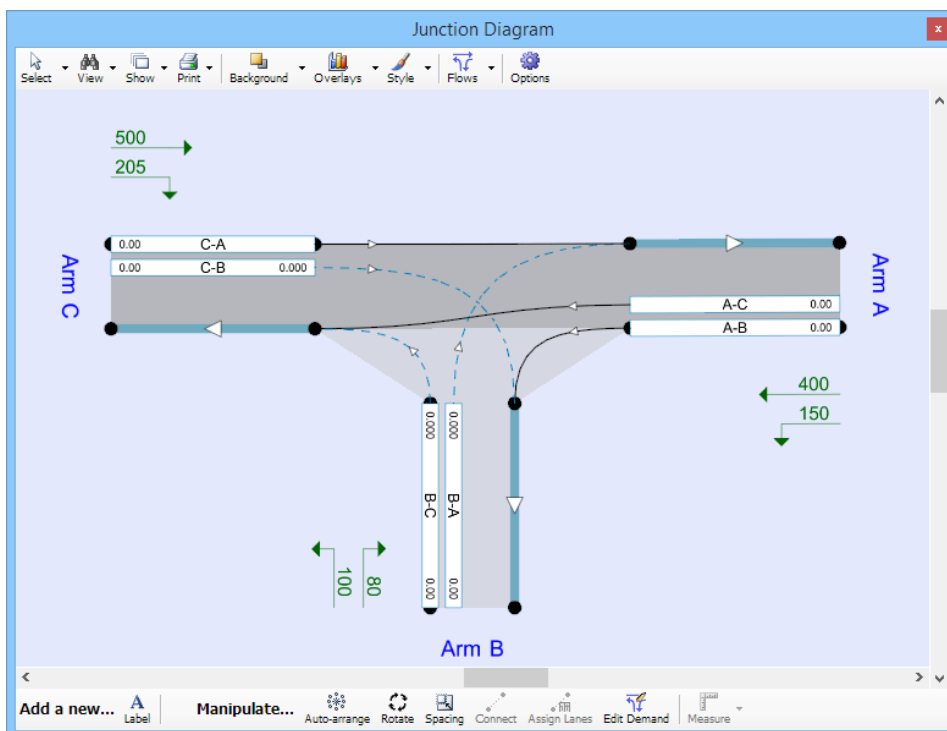 Junction Diagram
x
Select View Show Print Background Overlays Style Flows Options
500
205
0.00 C-A
0.00 C-B 0.000
Arm C
A-C 0.00
A-B 0.00
Arm A
400
150
0.000 B-C 0.00
0.000 B-A 0.00
100
80
Arm B
Add a new... A Label Manipulate... Auto-arrange Rotate Spacing Connect Assign Lanes Edit Demand Measure